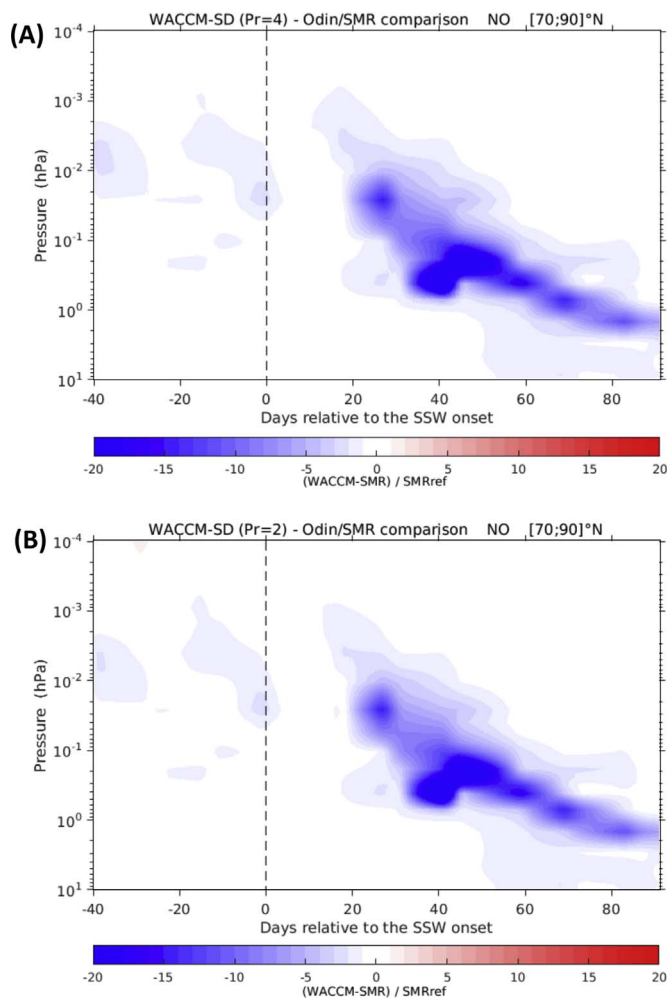 (A)
WACCM-SD (Pr=4) - Odin/SMR comparison NO [70;90]°N
10⁻⁴
10⁻³
10⁻²
10⁻¹
10⁰
10¹
Pressure (hPa)
-40 -20 0 20 40 60 80
Days relative to the SSW onset
-20 -15 -10 -5 0 5 10 15 20
(WACCM-SMR) / SMRref
(B)
WACCM-SD (Pr=2) - Odin/SMR comparison NO [70;90]°N
10⁻⁴
10⁻³
10⁻²
10⁻¹
10⁰
10¹
Pressure (hPa)
-40 -20 0 20 40 60 80
Days relative to the SSW onset
-20 -15 -10 -5 0 5 10 15 20
(WACCM-SMR) / SMRref